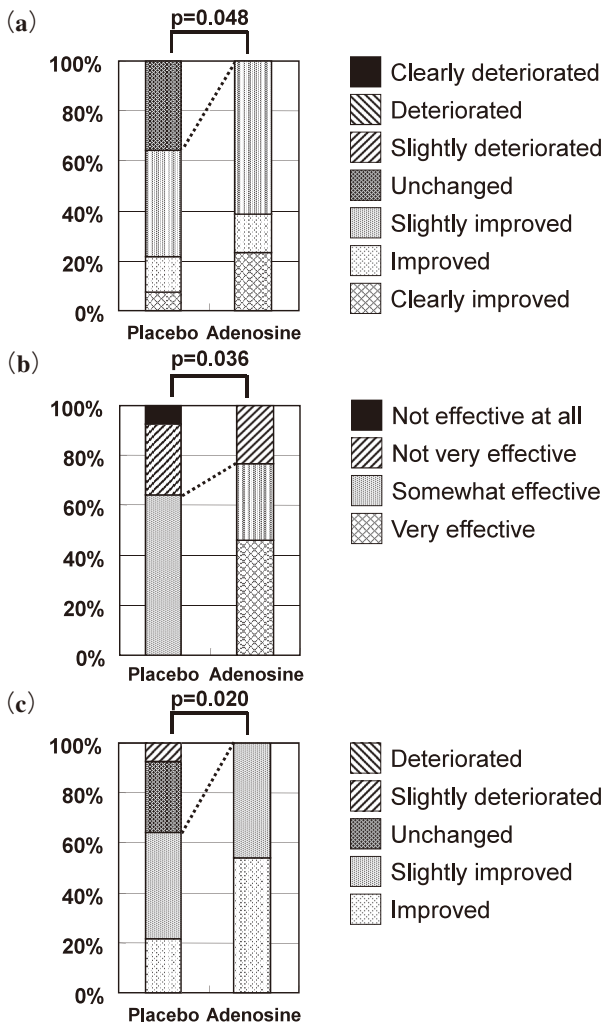 (a)
p=0.048
100%
80%
60%
40%
20%
0%
Placebo Adenosine
Clearly deteriorated
Deteriorated
Slightly deteriorated
Unchanged
Slightly improved
Improved
Clearly improved
(b)
p=0.036
100%
80%
60%
40%
20%
0%
Placebo Adenosine
Not effective at all
Not very effective
Somewhat effective
Very effective
(c)
p=0.020
100%
80%
60%
40%
20%
0%
Placebo Adenosine
Deteriorated
Slightly deteriorated
Unchanged
Slightly improved
Improved